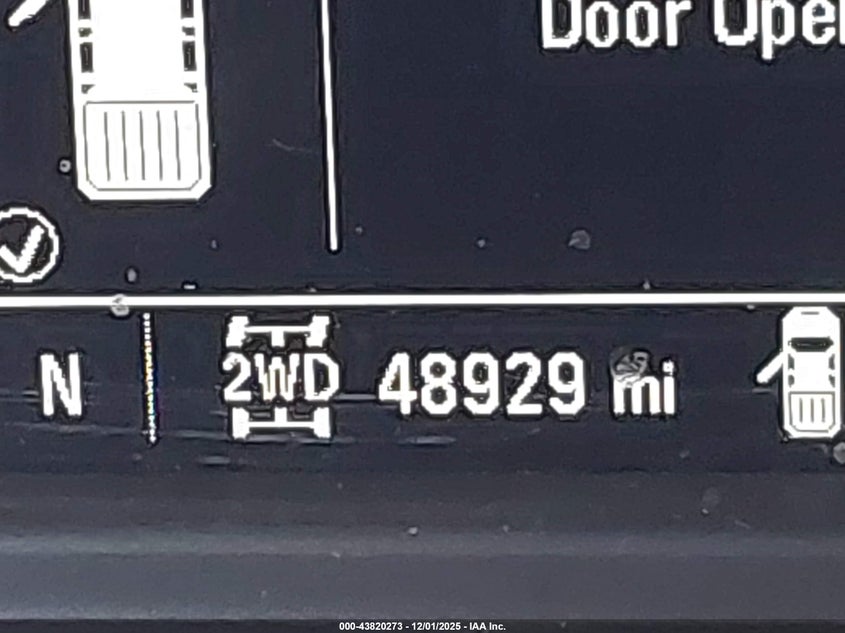 Door Ope
N 2WD 48929 mi
000-43820273 - 12/01/2025 - IAA Inc.